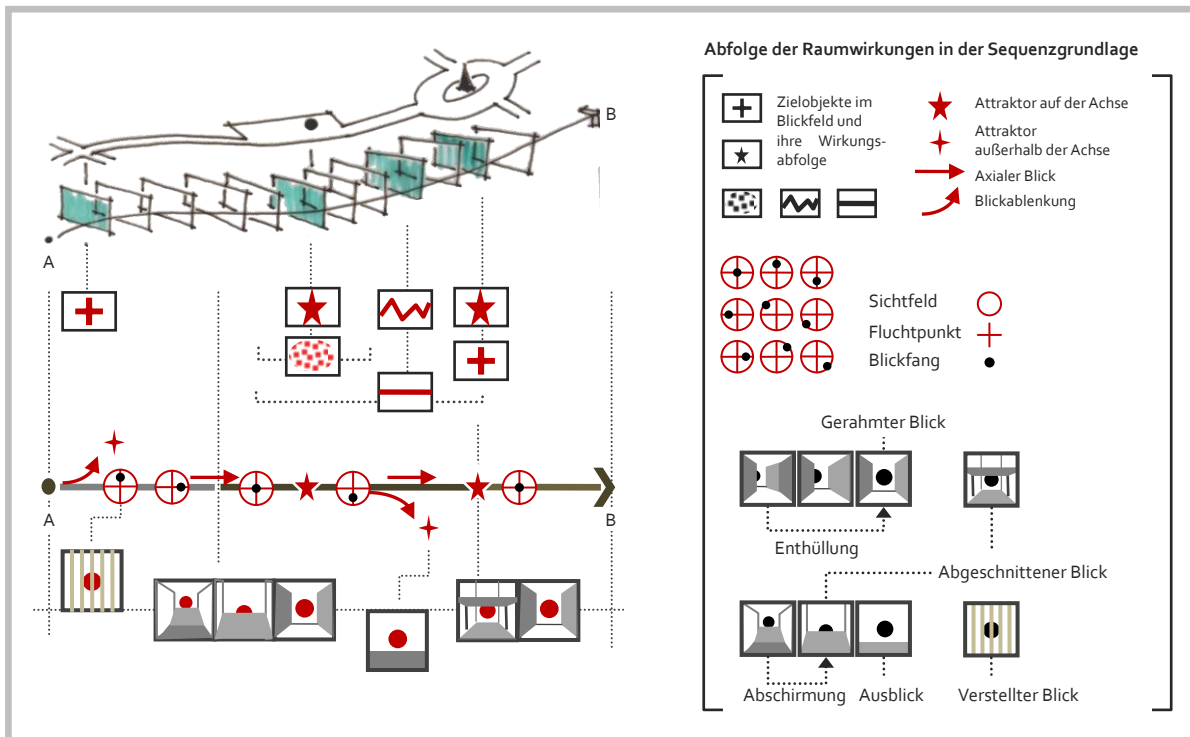 Abfolge der Raumwirkungen in der Sequenzgrundlage
Zielobjekte im
Blickfeld und
ihre Wirkungs-
abfolge
Attraktor auf der Achse
Attraktor
außerhalb der Achse
Axialer Blick
Blickablenkung
Sichtfeld
Fluchtpunkt
Blickfang
Gerahmter Blick
Enthüllung
Abgeschnittener Blick
Abschirmung
Ausblick
Verstellter Blick
B
A
A
B